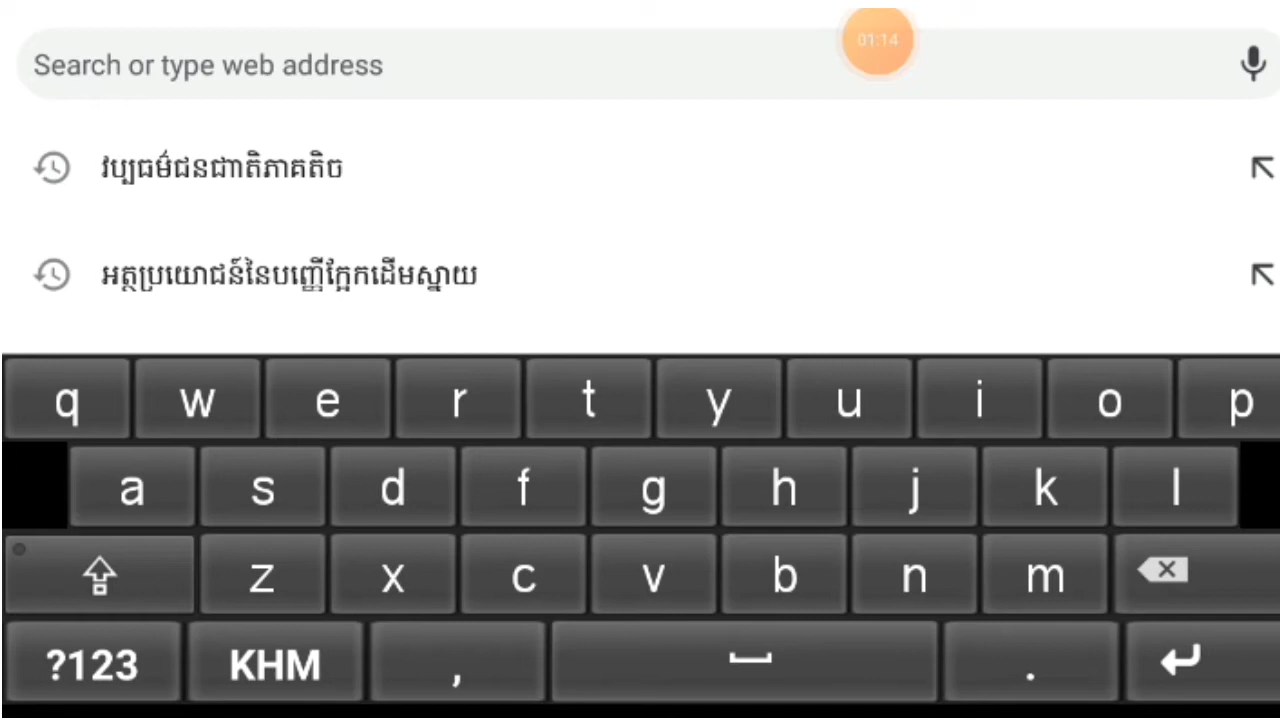 01:14
Search or type web address
វប្បធម៌ជនជាតិភាគតិច
អត្ថប្រយោជន៍នៃបញ្ញើក្អែកដើមស្វាយ
q w e r t y u i o p
a s d f g h j k l
z x c v b n m
?123 KHM , .